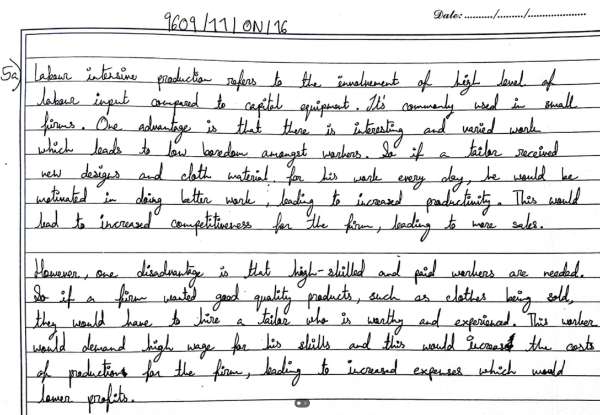 9609/11/ON/16
Date: ........../........../....................
5a)
Labour intensive production refers to the involvement of high level of
labour input compared to capital equipment. It's commonly used in small
firms. One advantage is that there is interesting and varied work
which leads to low boredom amongst workers. So if a tailor received
new designs and cloth material for his work every day, he would be
motivated in doing better work, leading to increased productivity. This would
lead to increased competitiveness for the firm, leading to more sales.
However, one disadvantage is that high-skilled and paid workers are needed.
So if a firm wanted good quality products, such as clothes being sold,
they would have to hire a tailor who is worthy and experienced. This worker
would demand high wage for his skills and this would increase the costs
of production for the firm, leading to increased expenses which would
lower profits.